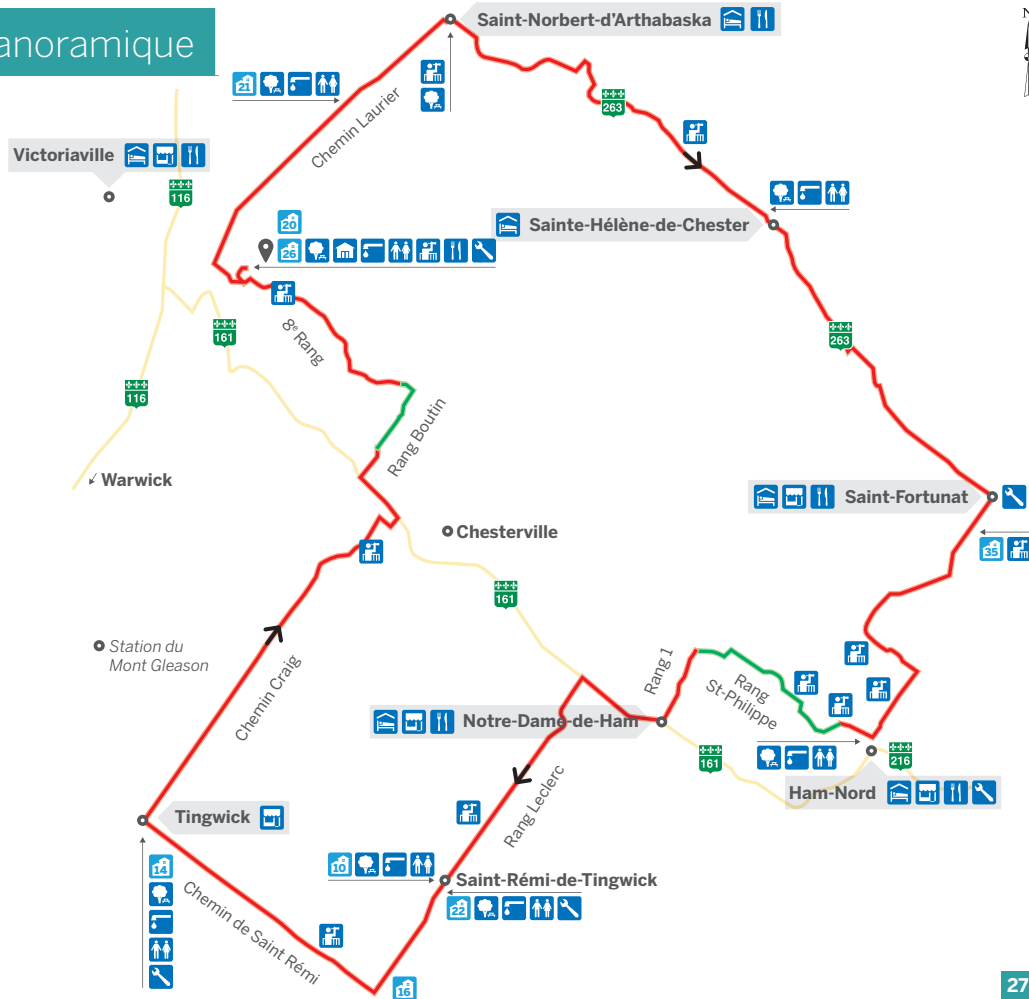 anoramique
Saint-Norbert-d'Arthabaska
N
21
Chemin Laurier
263
Victoriaville
116
20
Sainte-Hélène-de-Chester
26
8e Rang
161
263
116
Rang Boutin
Warwick
Saint-Fortunat
Chesterville
35
161
Station du
Mont Gleason
Chemin Craig
Rang 1
Rang
St-Philippe
Notre-Dame-de-Ham
161
216
Rang Leclerc
Ham-Nord
Tingwick
14
10
Saint-Rémi-de-Tingwick
22
Chemin de Saint Rémi
16
27